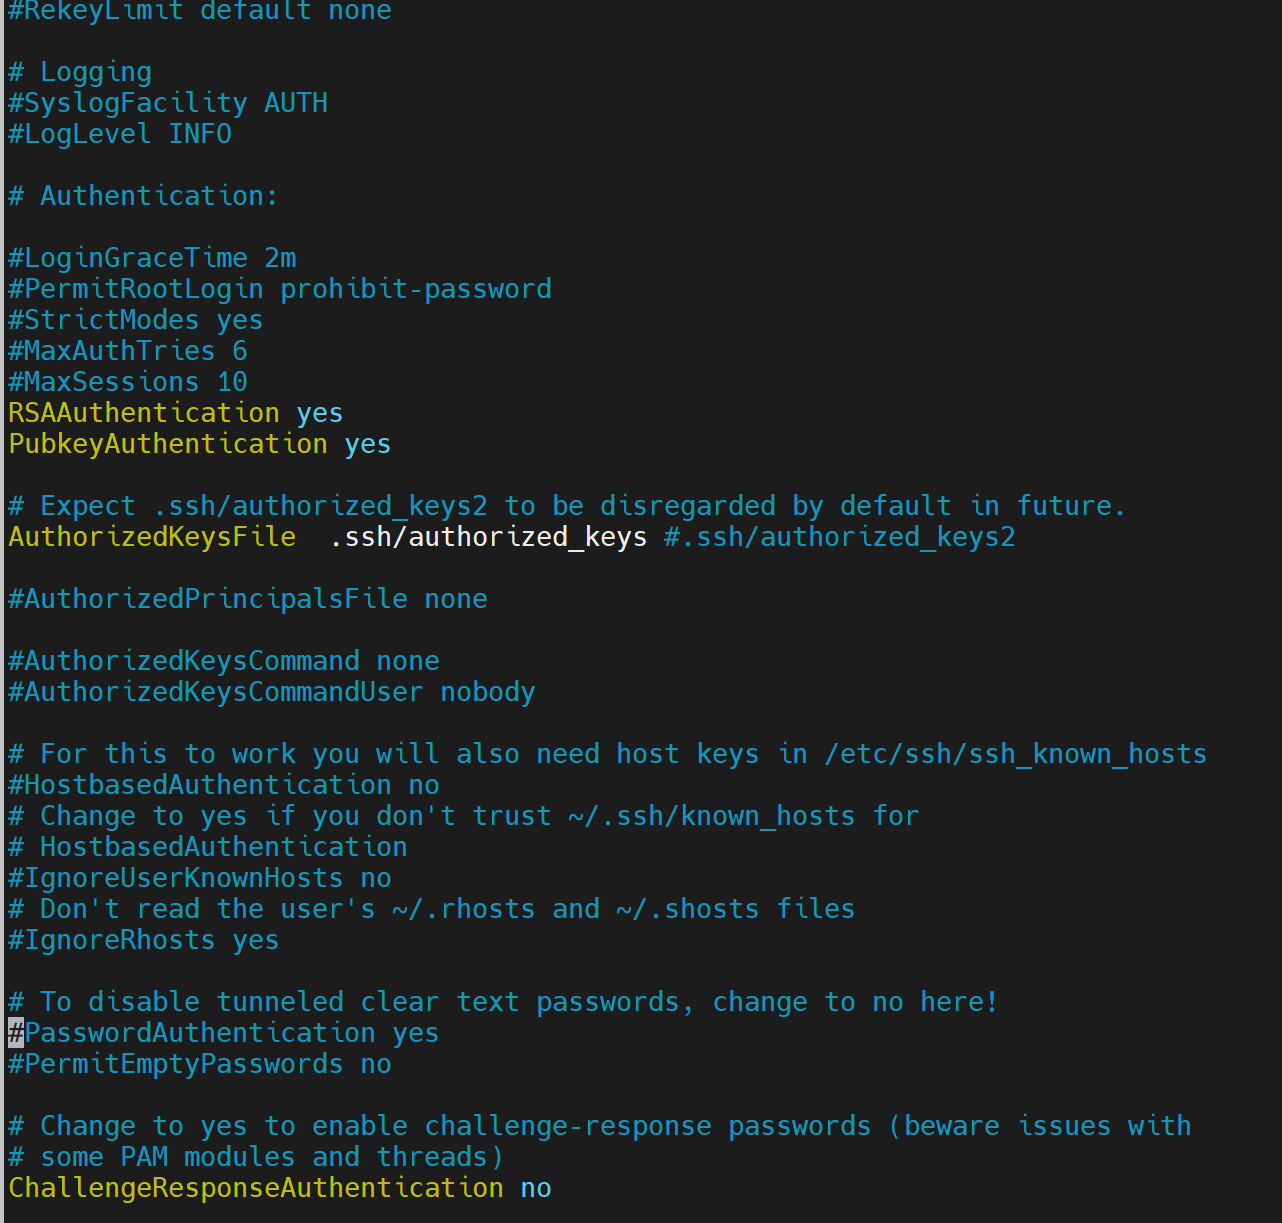 #RekeyLimit default none
# Logging
#SyslogFacility AUTH
#LogLevel INFO
# Authentication:
#LoginGraceTime 2m
#PermitRootLogin prohibit-password
#StrictModes yes
#MaxAuthTries 6
#MaxSessions 10
RSAAuthentication yes
PubkeyAuthentication yes
# Expect .ssh/authorized_keys2 to be disregarded by default in future.
AuthorizedKeysFile  .ssh/authorized_keys #.ssh/authorized_keys2
#AuthorizedPrincipalsFile none
#AuthorizedKeysCommand none
#AuthorizedKeysCommandUser nobody
# For this to work you will also need host keys in /etc/ssh/ssh_known_hosts
#HostbasedAuthentication no
# Change to yes if you don't trust ~/.ssh/known_hosts for
# HostbasedAuthentication
#IgnoreUserKnownHosts no
# Don't read the user's ~/.rhosts and ~/.shosts files
#IgnoreRhosts yes
# To disable tunneled clear text passwords, change to no here!
#PasswordAuthentication yes
#PermitEmptyPasswords no
# Change to yes to enable challenge-response passwords (beware issues with
# some PAM modules and threads)
ChallengeResponseAuthentication no